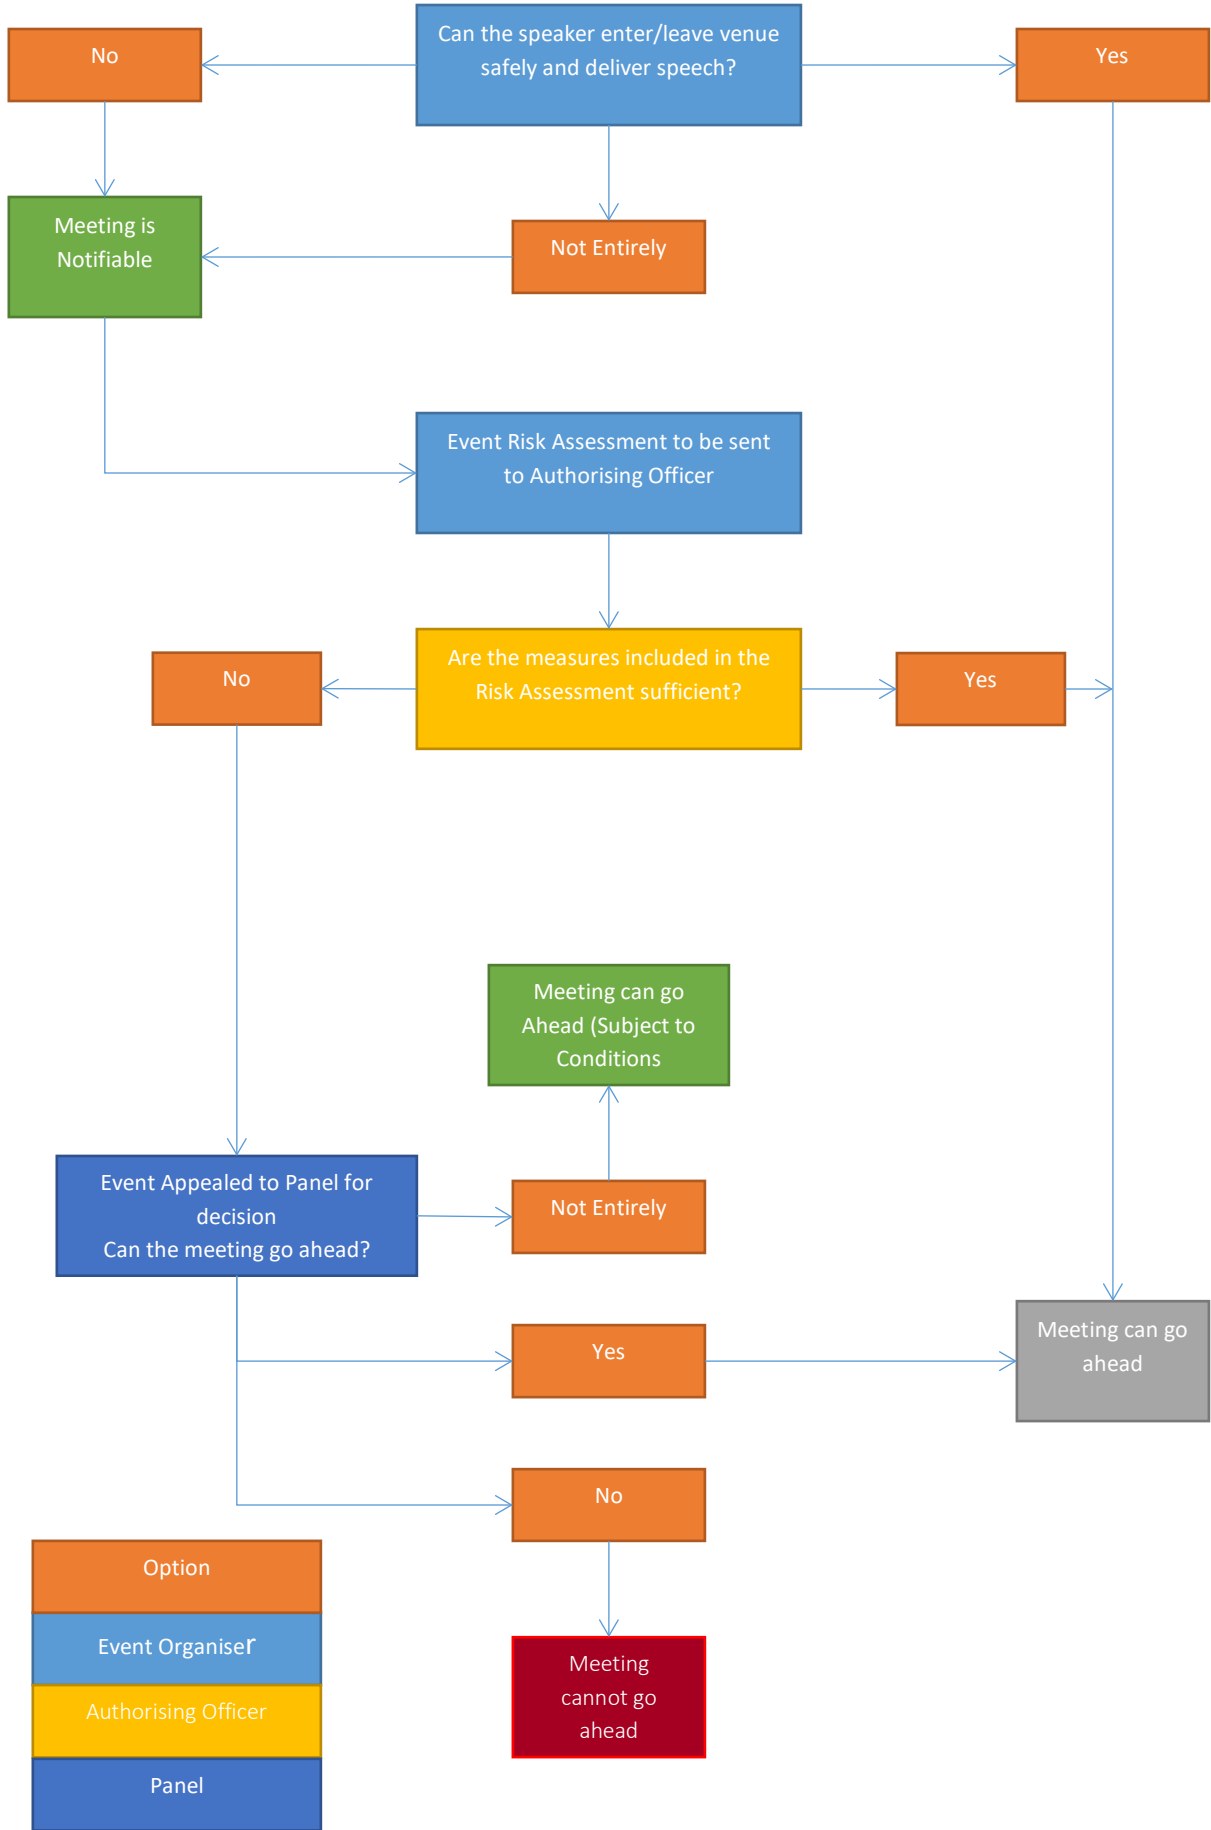 No
Can the speaker enter/leave venue
safely and deliver speech?
Yes
Meeting is
Notifiable
Not Entirely
Event Risk Assessment to be sent
to Authorising Officer
No
Are the measures included in the
Risk Assessment sufficient?
Yes
Meeting can go
Ahead (Subject to
Conditions
Event Appealed to Panel for
decision
Can the meeting go ahead?
Not Entirely
Yes
Meeting can go
ahead
No
Option
Event Organiser
Authorising Officer
Panel
Meeting
cannot go
ahead